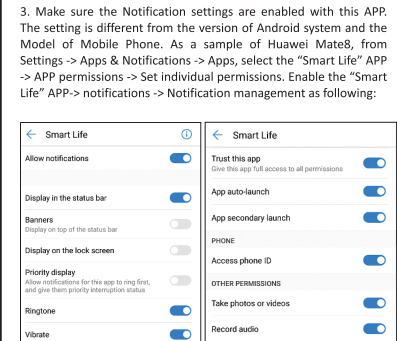 3. Make sure the Notification settings are enabled with this APP.
The setting is different from the version of Android system and the
Model of Mobile Phone. As a sample of Huawei Mate8, from
Settings -> Apps & Notifications -> Apps, select the “Smart Life” APP
-> APP permissions -> Set individual permissions. Enable the “Smart
Life” APP-> notifications -> Notification management as following:
Smart Life
Allow notifications
Display in the status bar
Banners
Display on top of the status bar
Display on the lock screen
Priority display
Allow notifications for this app to ring first,
and give them priority interruption status
Ringtone
Vibrate
Smart Life
Trust this app
Give this app full access to all permissions
App auto-launch
App secondary launch
PHONE
Access phone ID
OTHER PERMISSIONS
Take photos or videos
Record audio